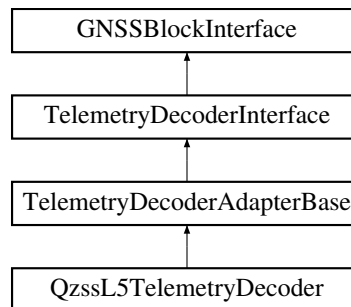 GNSSBlockInterface
TelemetryDecoderInterface
TelemetryDecoderAdapterBase
QzssL5TelemetryDecoder